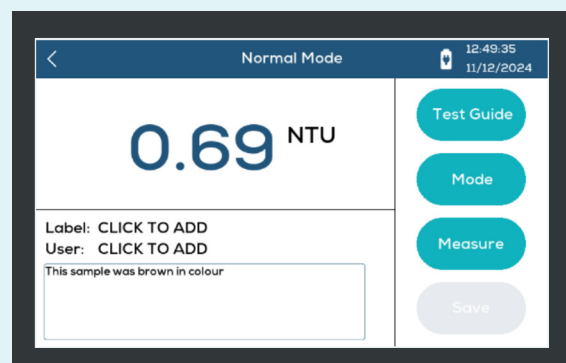 Normal Mode
12:49:35
11/12/2024
0.69 NTU
Label: CLICK TO ADD
User: CLICK TO ADD
This sample was brown in colour
Test Guide
Mode
Measure
Save